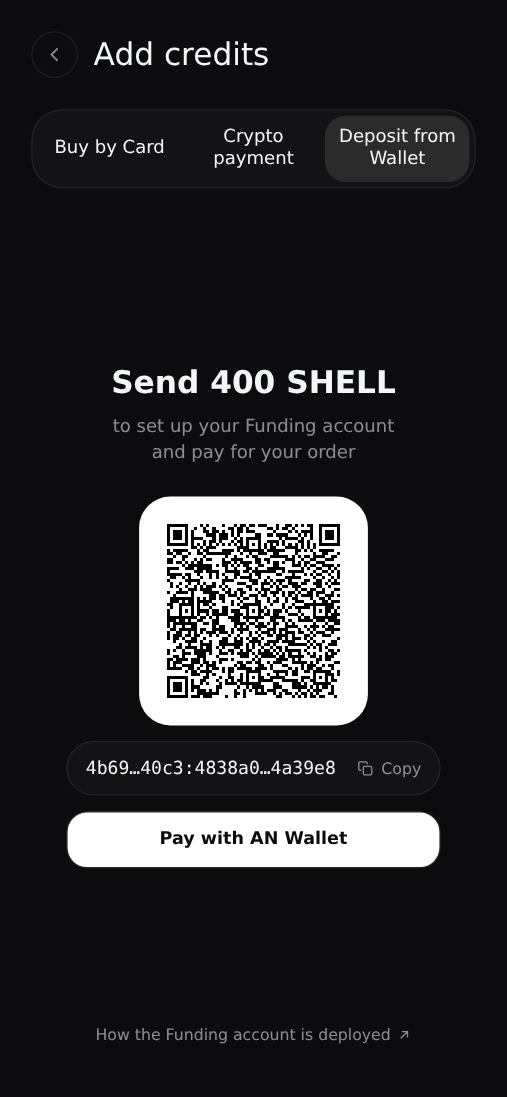 Add credits
Buy by Card
Crypto
payment
Deposit from
Wallet
Send 400 SHELL
to set up your Funding account
and pay for your order
4b69…40c3:4838a0…4a39e8
Copy
Pay with AN Wallet
How the Funding account is deployed ↗